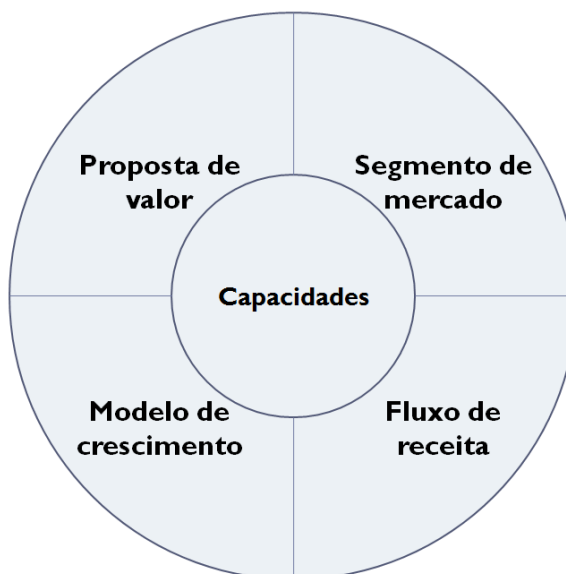 Proposta de
valor
Segmento de
mercado
Capacidades
Modelo de
crescimento
Fluxo de
receita